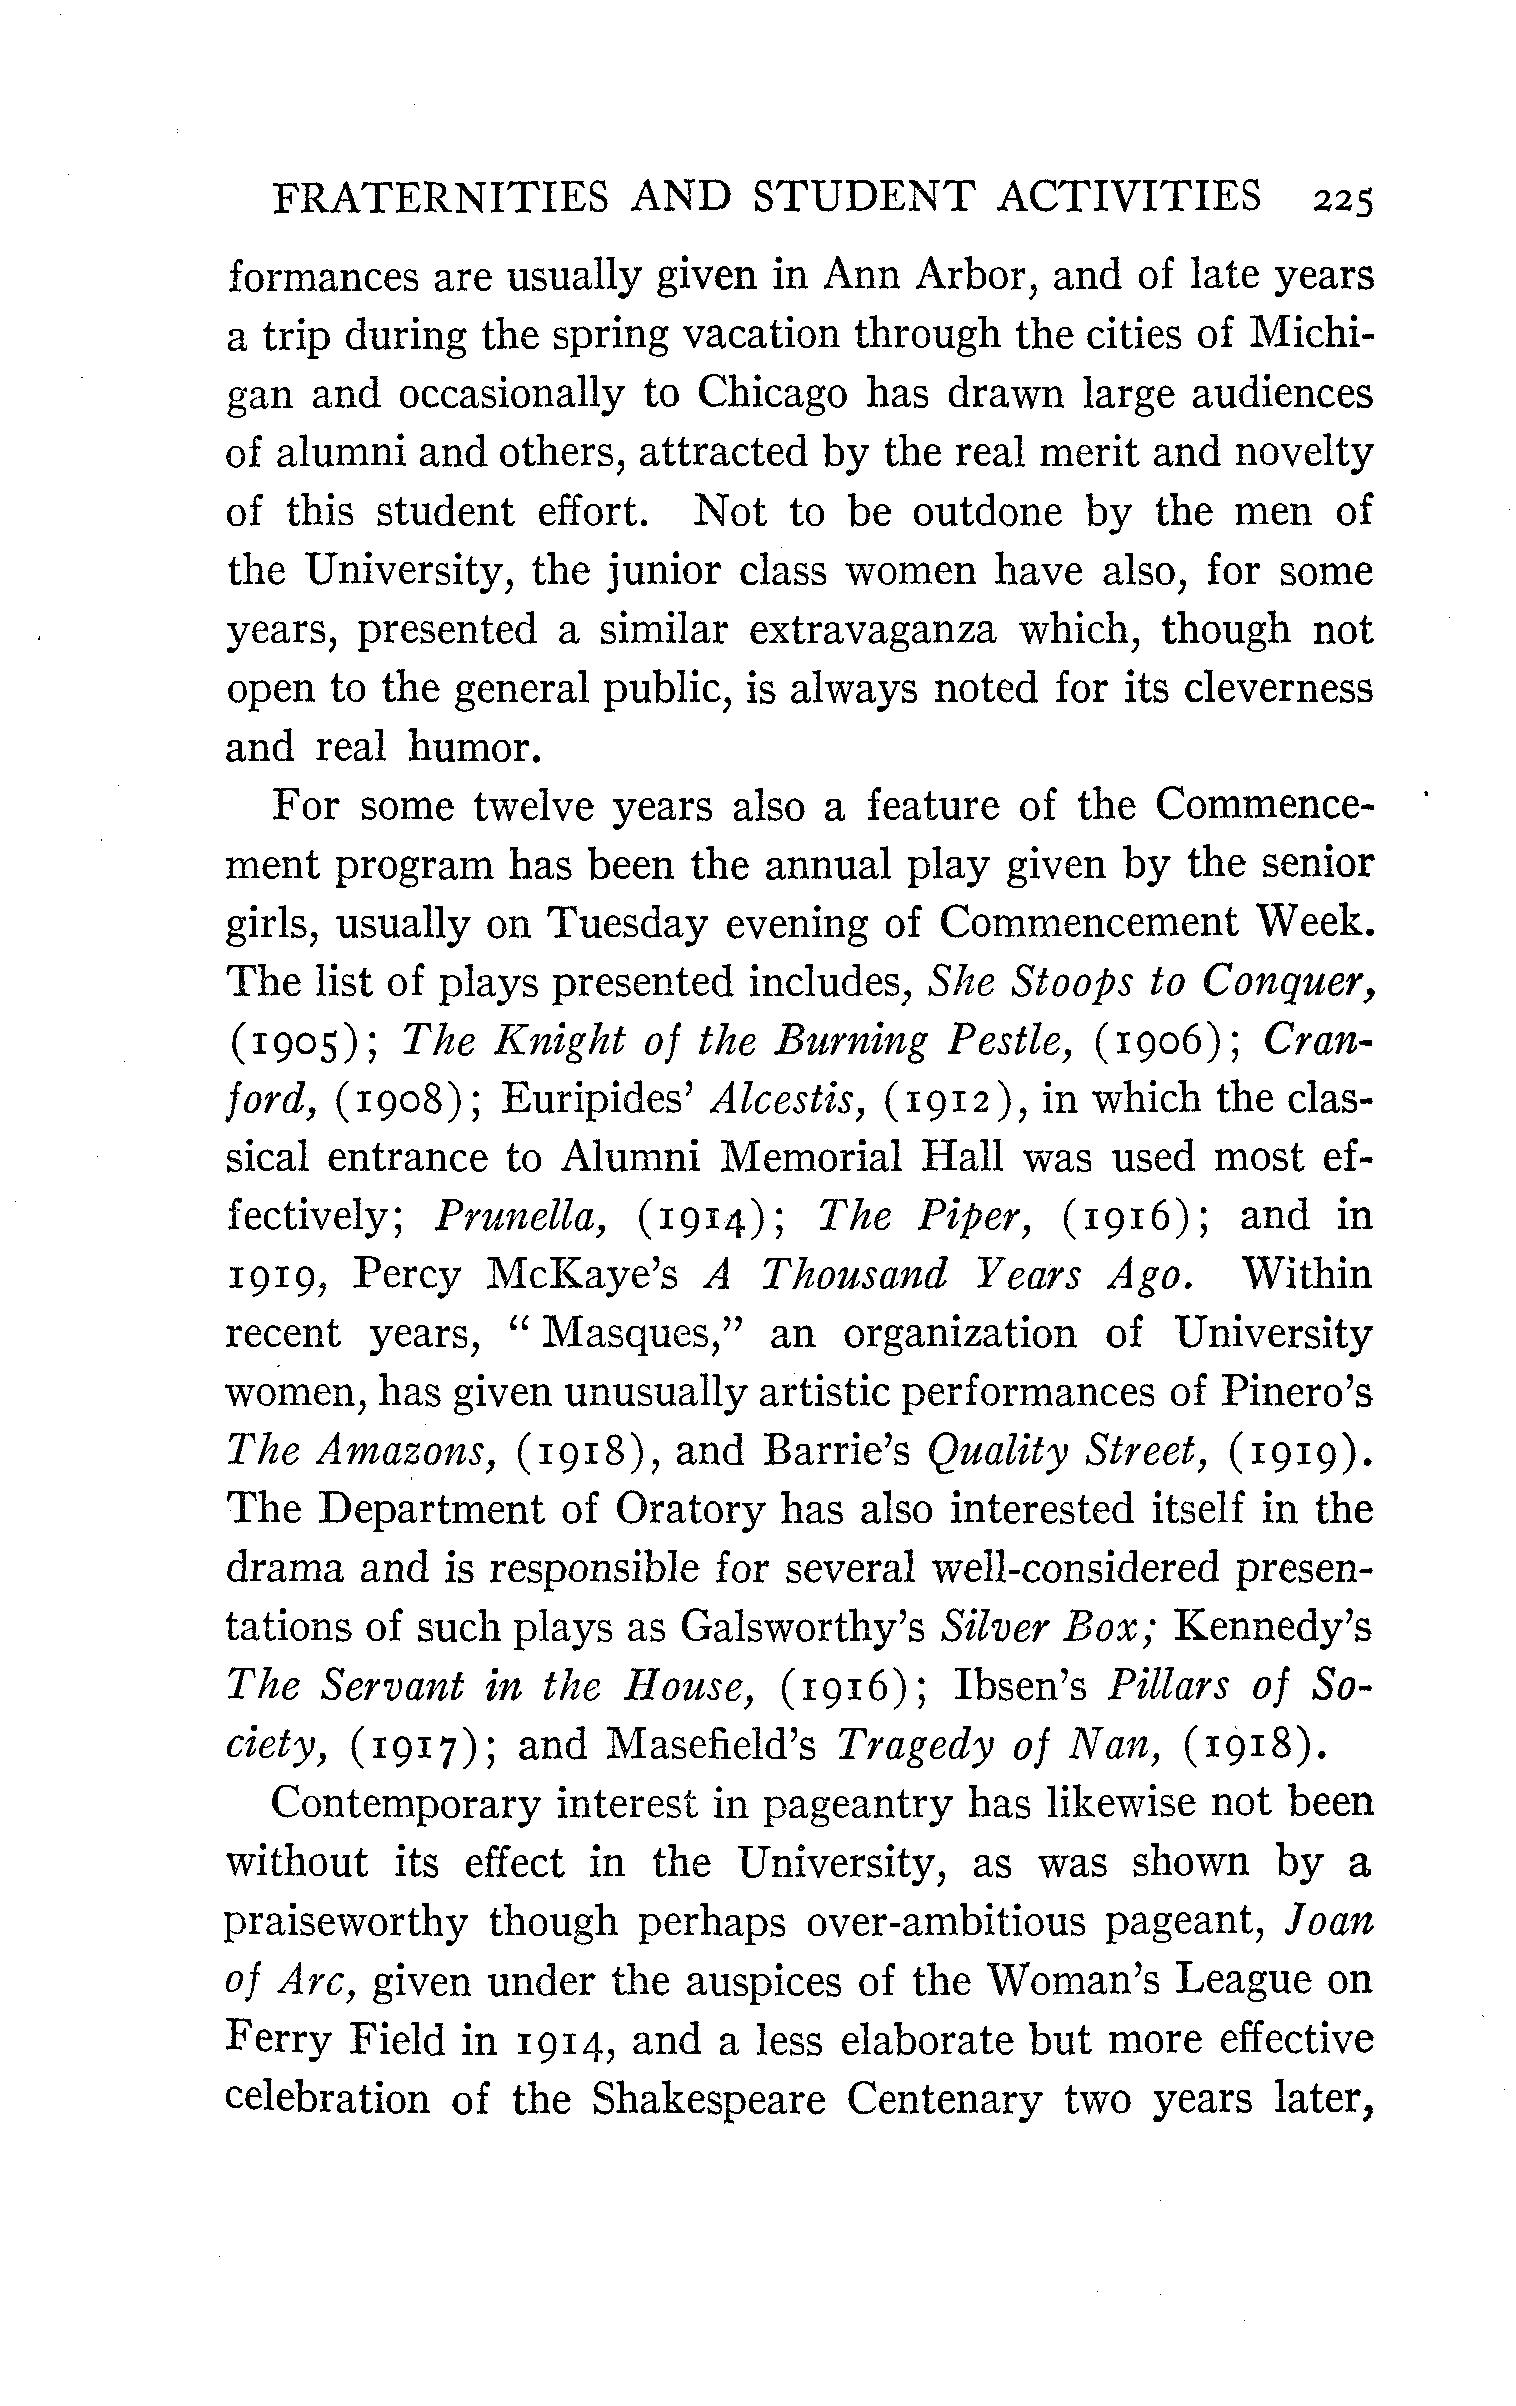 FRATERNITIES AND STUDENT ACTIVITIES 225
formances are usually given in Ann Arbor, and of late years
a trip during the spring vacation through the cities of Michi-
gan and occasionally to Chicago has drawn large audiences
of alumni and others, attracted by the real merit and novelty
of this student effort. Not to be outdone by the men of
the University, the junior class women have also, for some
years, presented a similar extravaganza which, though not
open to the general public, is always noted for its cleverness
and real humor.
For some twelve years also a feature of the Commence-
ment program has been the annual play given by the senior
girls, usually on Tuesday evening of Commencement Week.
The list of plays presented includes, She Stoops to Conquer,
(1905); The Knight of the Burning Pestle, (1906); Cran-
ford, (1908); Euripides' Alcestis, (1912), in which the clas-
sical entrance to Alumni Memorial Hall was used most ef-
fectively; Prunella, (1914); The Piper, (1916); and in
1919, Percy McKaye's A Thousand Years Ago. Within
recent years, "Masques," an organization of University
women, has given unusually artistic performances of Pinero's
The Amazons, (1918), and Barrie's Quality Street, (1919).
The Department of Oratory has also interested itself in the
drama and is responsible for several well-considered presen-
tations of such plays as Galsworthy's Silver Box; Kennedy's
The Servant in the House, (1916); Ibsen's Pillars of So-
ciety, (1917); and Masefield's Tragedy of Nan, (1918).
Contemporary interest in pageantry has likewise not been
without its effect in the University, as was shown by a
praiseworthy though perhaps over-ambitious pageant, Joan
of Arc, given under the auspices of the Woman's League on
Ferry Field in 1914, and a less elaborate but more effective
celebration of the Shakespeare Centenary two years later,